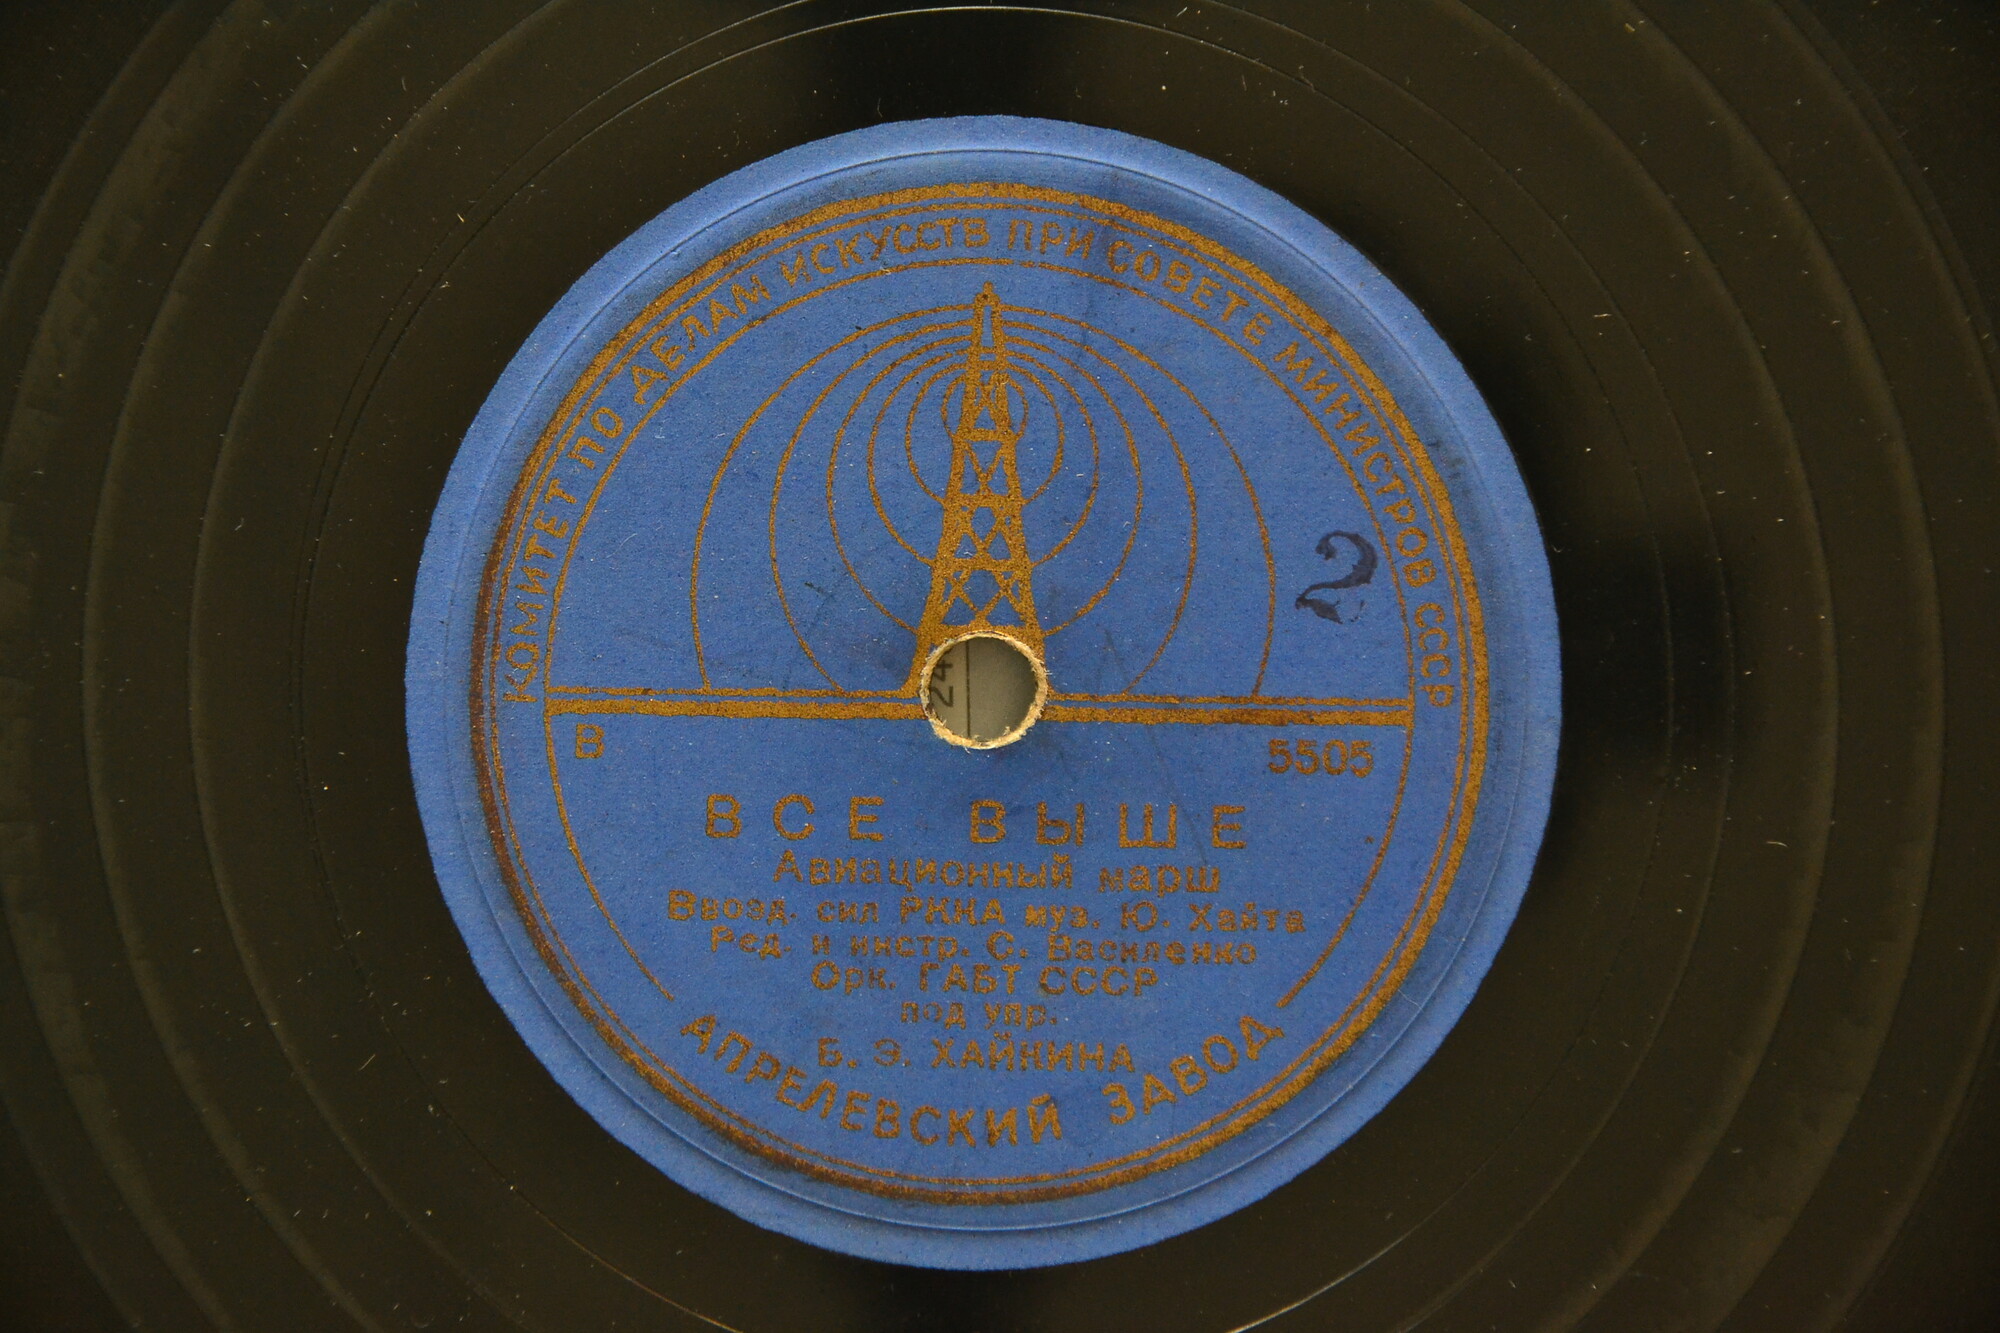 КОМИТЕТ ПО ДЕЛАМ ИСКУССТВ ПРИ СОВЕТЕ МИНИСТРОВ СССР
2
24
В 5505
ВСЕ ВЫШЕ
Авиационный марш
Ввозд. сил РККА муз. Ю. Хайта
Ред. и инстр. С. Василенко
Орк. ГАБТ СССР
под упр.
Б. Э. ХАЙКИНА
АПРЕЛЕВСКИЙ ЗАВОД